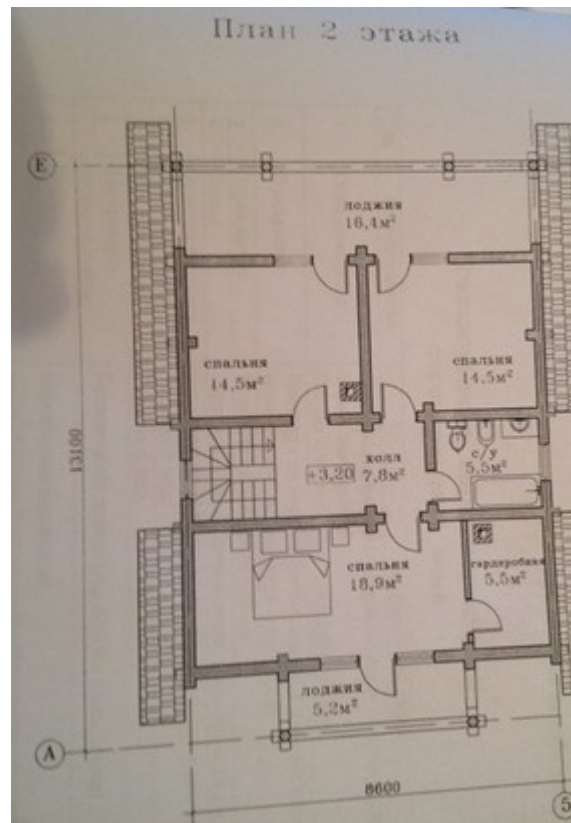 План 2 этажа
Е
лоджия
16,4м²
спальня
14,5м²
спальня
14,5м²
13100
холл
+3,20 7,8м²
с/у
5,5м²
спальня
18,9м²
гардеробная
5,5м²
лоджия
5,2м²
А
8600
5